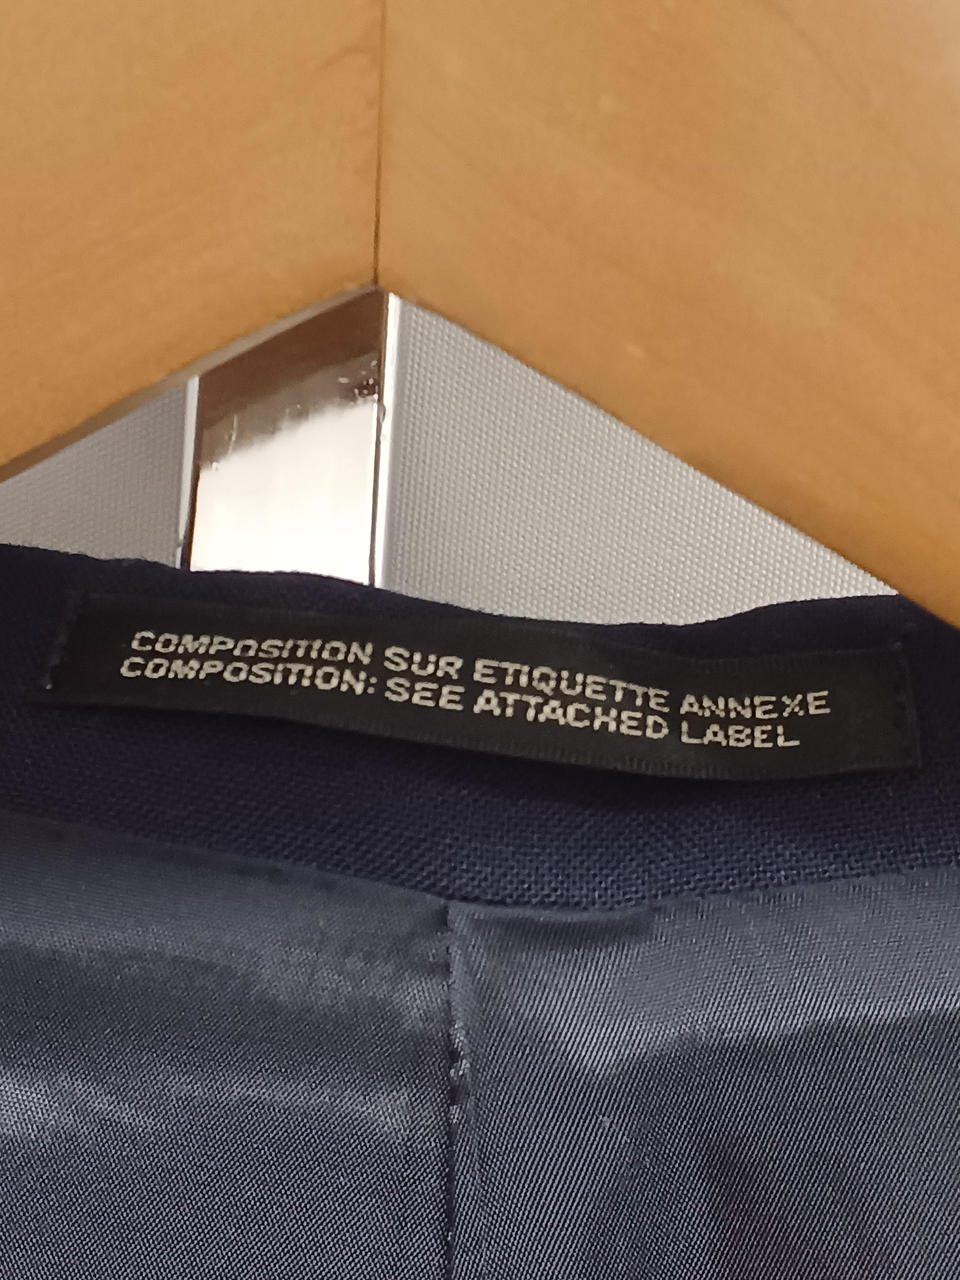 COMPOSITION SUR ETIQUETTE ANNEXE
COMPOSITION: SEE ATTACHED LABEL